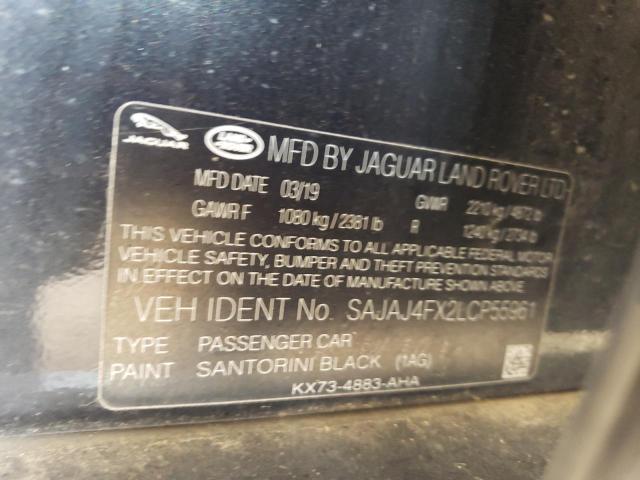 JAGUAR LAND ROVER MFD BY JAGUAR LAND ROVER LTD
MFD DATE 03/19 GVWR 2210 kg / 4872 lb
GAWR F 1080 kg / 2381 lb R 1240 kg / 2734 lb
THIS VEHICLE CONFORMS TO ALL APPLICABLE FEDERAL MOTOR
VEHICLE SAFETY, BUMPER AND THEFT PREVENTION STANDARDS
IN EFFECT ON THE DATE OF MANUFACTURE SHOWN ABOVE.
VEH IDENT No. SAJAJ4FX2LCP55961
TYPE PASSENGER CAR
PAINT SANTORINI BLACK (1AG)
KX73-4883-AHA